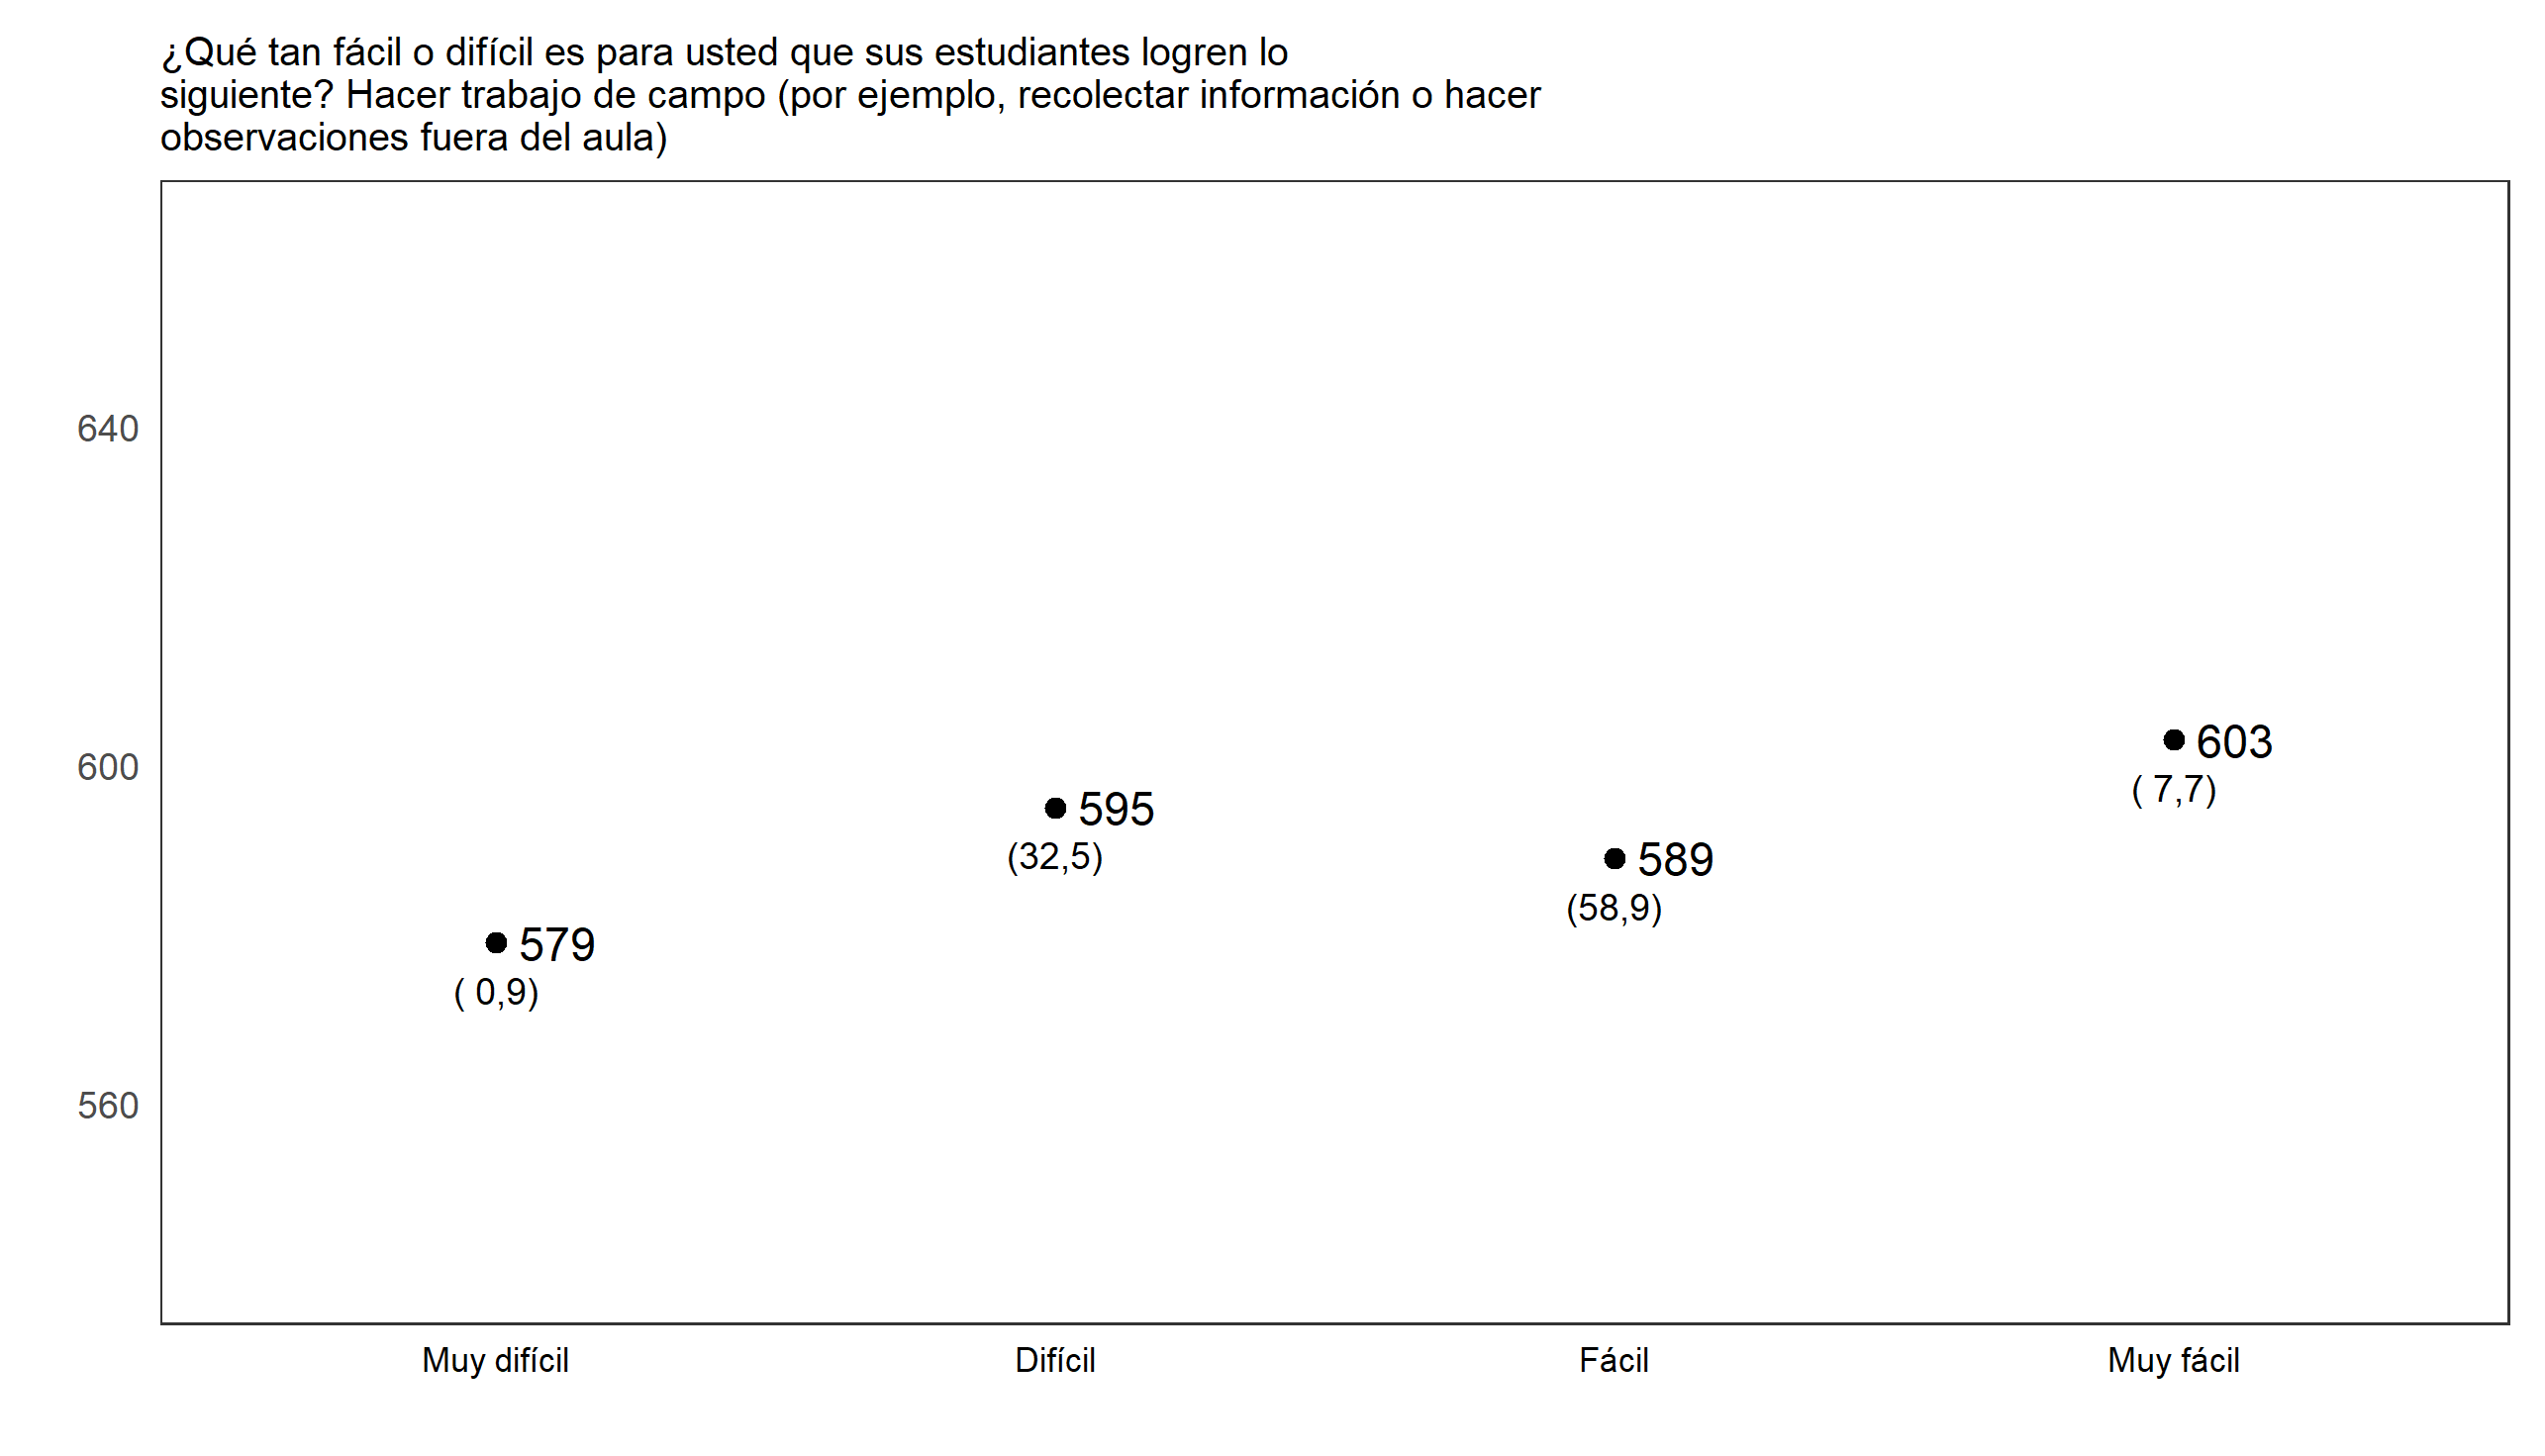 ¿Qué tan fácil o difícil es para usted que sus estudiantes logren lo
siguiente? Hacer trabajo de campo (por ejemplo, recolectar información o hacer
observaciones fuera del aula)
640
600
560
603
( 7,7)
595
(32,5)
589
(58,9)
579
( 0,9)
Muy difícil
Difícil
Fácil
Muy fácil